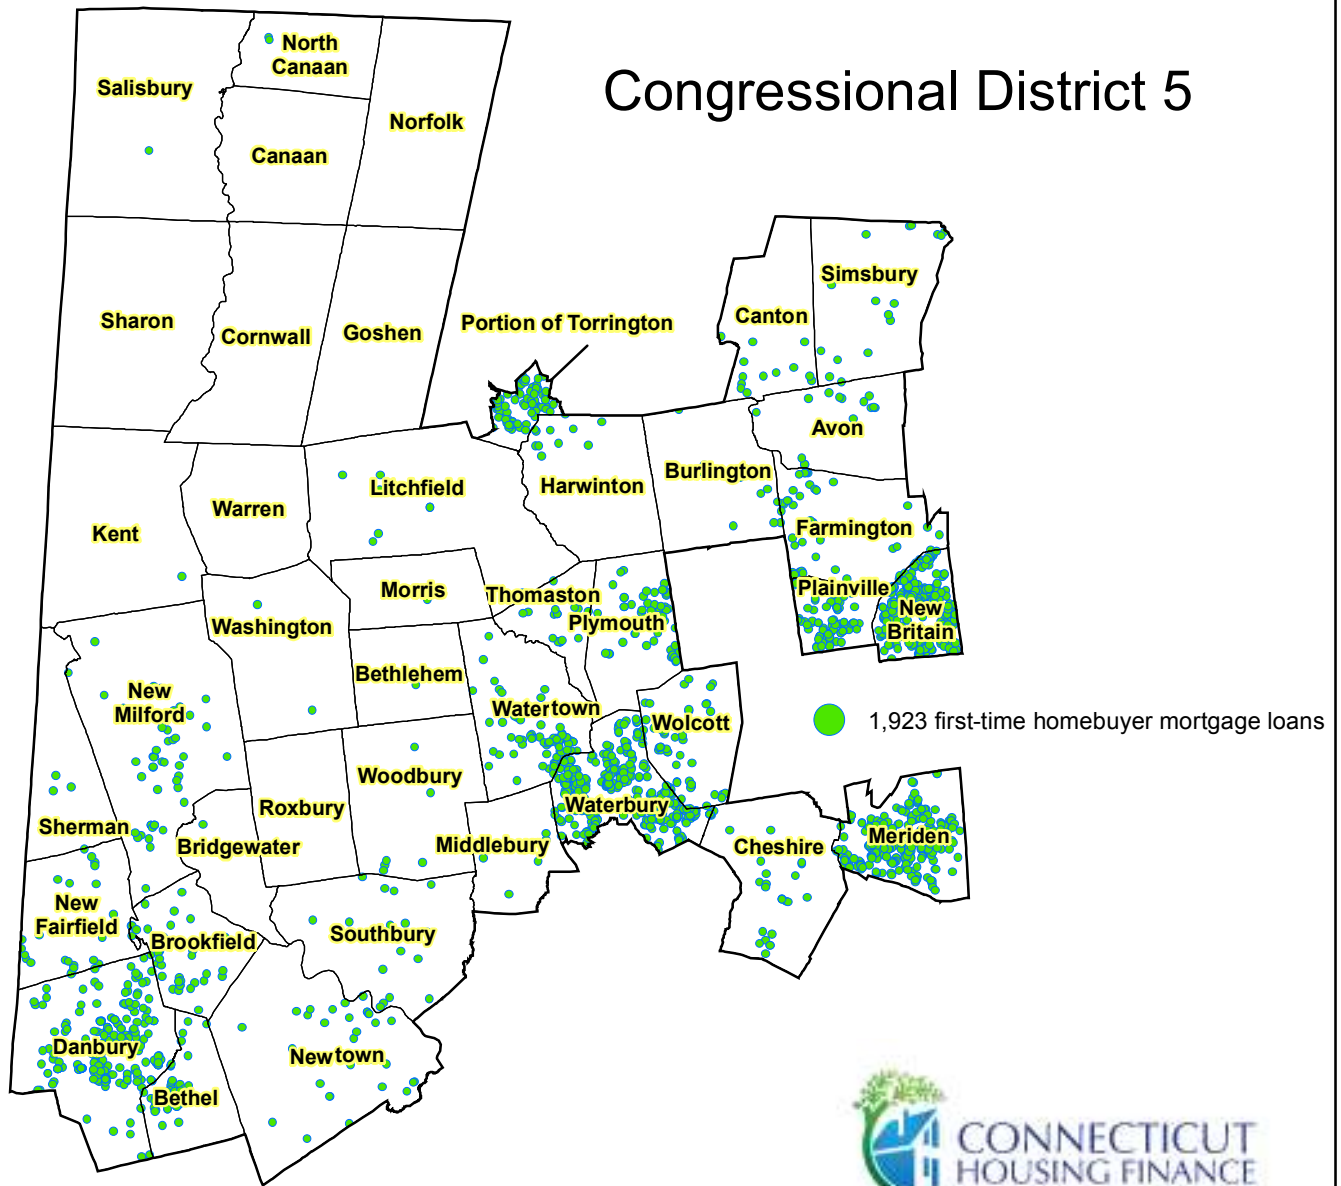 Congressional District 5
North
Canaan
Salisbury
Norfolk
Canaan
Simsbury
Canton
Sharon
Cornwall
Goshen
Portion of Torrington
Avon
Burlington
Litchfield
Harwinton
Warren
Kent
Farmington
Morris
Thomaston
Plainville
Plymouth
New
Britain
Washington
Bethlehem
New
Milford
Watertown
Wolcott
1,923 first-time homebuyer mortgage loans
Woodbury
Roxbury
Waterbury
Sherman
Bridgewater
Middlebury
Cheshire
Meriden
New
Fairfield
Brookfield
Southbury
Danbury
Newtown
Bethel
CONNECTICUT
HOUSING FINANCE